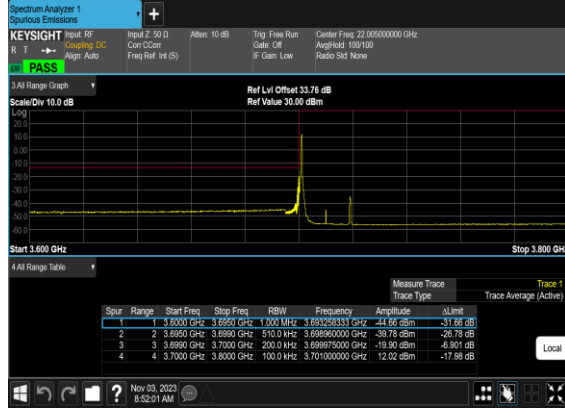 Spectrum Analyzer 1
Spurious Emissions
+
KEYSIGHT Input: RF
R T Coupling: DC
Align: Auto
Input Z: 50 Ω
Corr CCorr
Freq Ref: Int (S)
Atten: 10 dB
Trig: Free Run
Gate: Off
IF Gain: Low
Center Freq: 22.005000000 GHz
Avg|Hold: 100/100
Radio Std: None
PASS
3 All Range Graph
Scale/Div 10.0 dB
Ref Lvl Offset 33.76 dB
Ref Value 30.00 dBm
Log
20.0
10.0
0.00
-10.0
-20.0
-30.0
-40.0
-50.0
-60.0
Start 3.600 GHz
Stop 3.800 GH
4 All Range Table
Measure Trace Trace 1
Trace Type Trace Average (Active)
Spur Range Start Freq Stop Freq RBW Frequency Amplitude ΔLimit
1 1 3.6000 GHz 3.6950 GHz 1.000 MHz 3.693258333 GHz -44.66 dBm -31.66 dB
2 2 3.6950 GHz 3.6990 GHz 510.0 kHz 3.698960000 GHz -39.78 dBm -26.78 dB
3 3 3.6990 GHz 3.7000 GHz 200.0 kHz 3.699975000 GHz -19.90 dBm -6.901 dB
4 4 3.7000 GHz 3.8000 GHz 100.0 kHz 3.701000000 GHz 12.02 dBm -17.98 dB
Local
?
Nov 03, 2023
8:52:01 AM